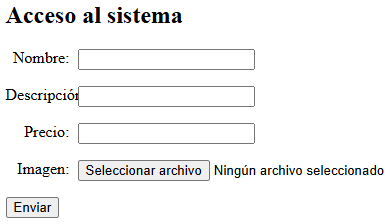 Acceso al sistema
Nombre:
Descripción
Precio:
Imagen: Seleccionar archivo Ningún archivo seleccionado
Enviar